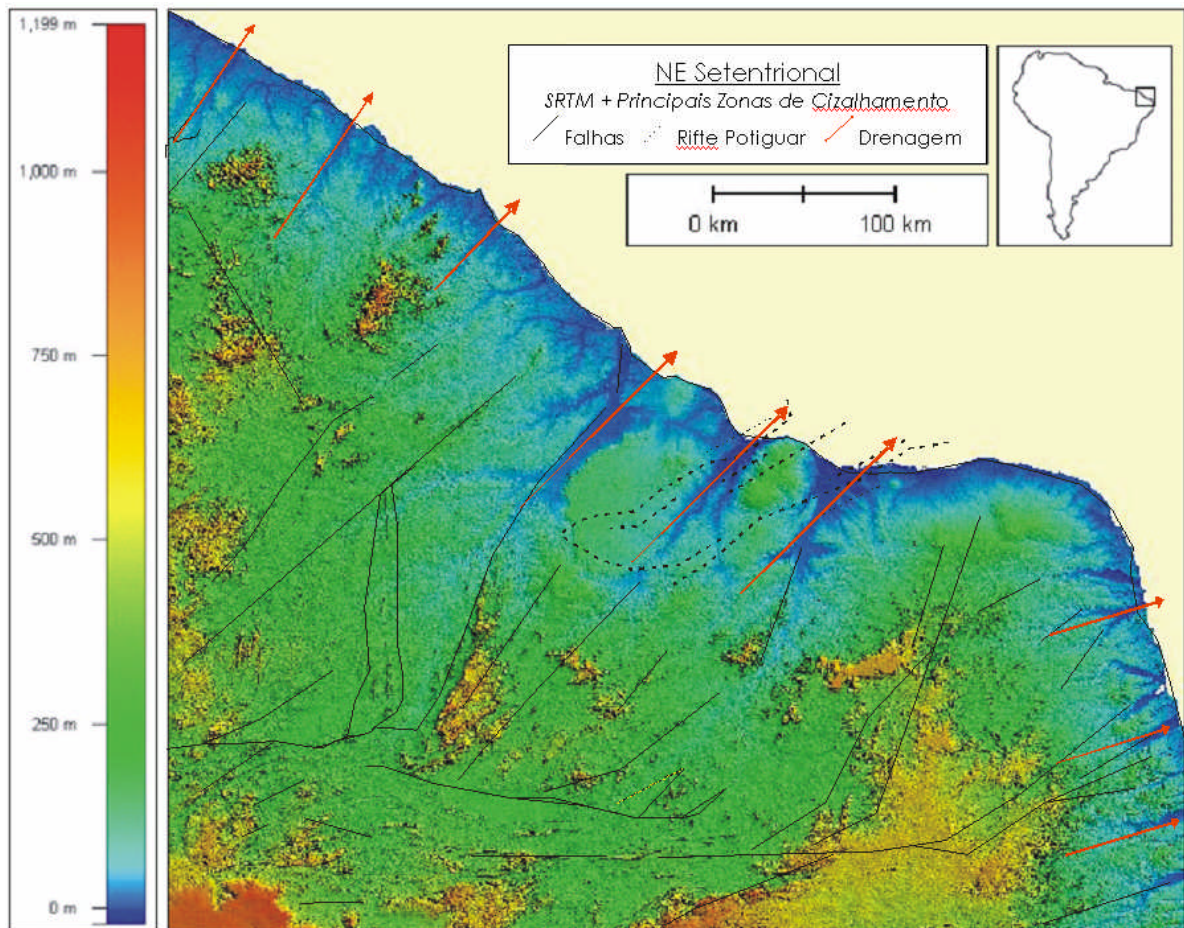 1,199 m
1,000 m
750 m
500 m
250 m
0 m
NE Setentrional
SRTM + Principais Zonas de Cizalhamento
Falhas Rifte Potiguar Drenagem
0 km 100 km